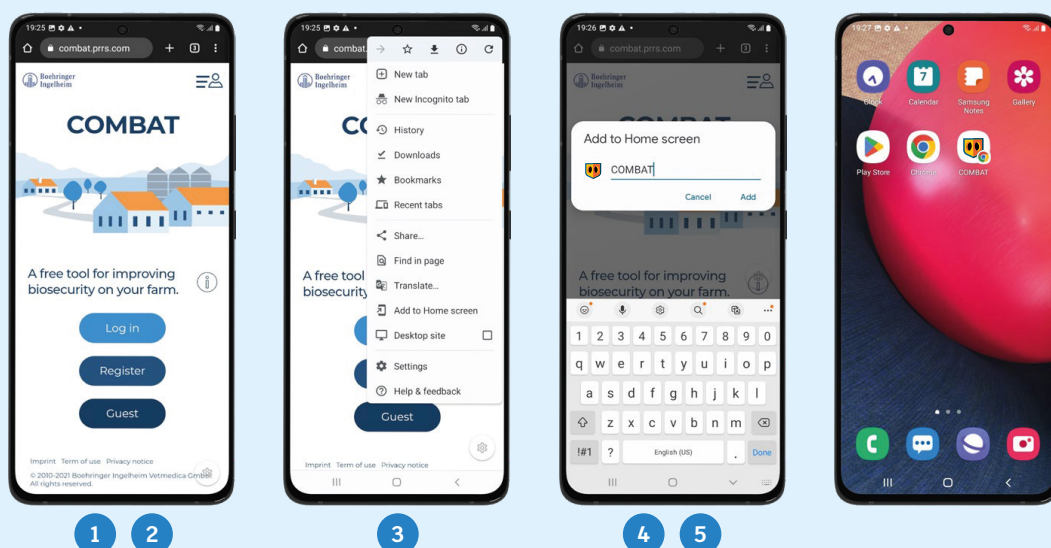 19:25
combat.prrs.com
3
Boehringer
Ingelheim
COMBAT
A free tool for improving
biosecurity on your farm.
Log in
Register
Guest
Imprint Term of use Privacy notice
© 2010-2021 Boehringer Ingelheim Vetmedica GmbH.
All rights reserved.
1 2
19:25
combat.
New tab
New Incognito tab
History
Downloads
Bookmarks
Recent tabs
Share...
Find in page
Translate...
Add to Home screen
Desktop site
Settings
Help & feedback
Boehringer
Ingelheim
CO
A free tool
biosecurity
Guest
Imprint Term of use Privacy notice
3
19:26
combat.prrs.com
3
Boehringer
Ingelheim
COMBAT
Add to Home screen
COMBAT
Cancel Add
A free tool for improving
biosecurity on your farm.
1 2 3 4 5 6 7 8 9 0
q w e r t y u i o p
a s d f g h j k l
z x c v b n m
!#1 ? English (US) . Done
4 5
19:27
7
Clock Calendar Samsung Gallery
Notes
Play Store Chrome COMBAT